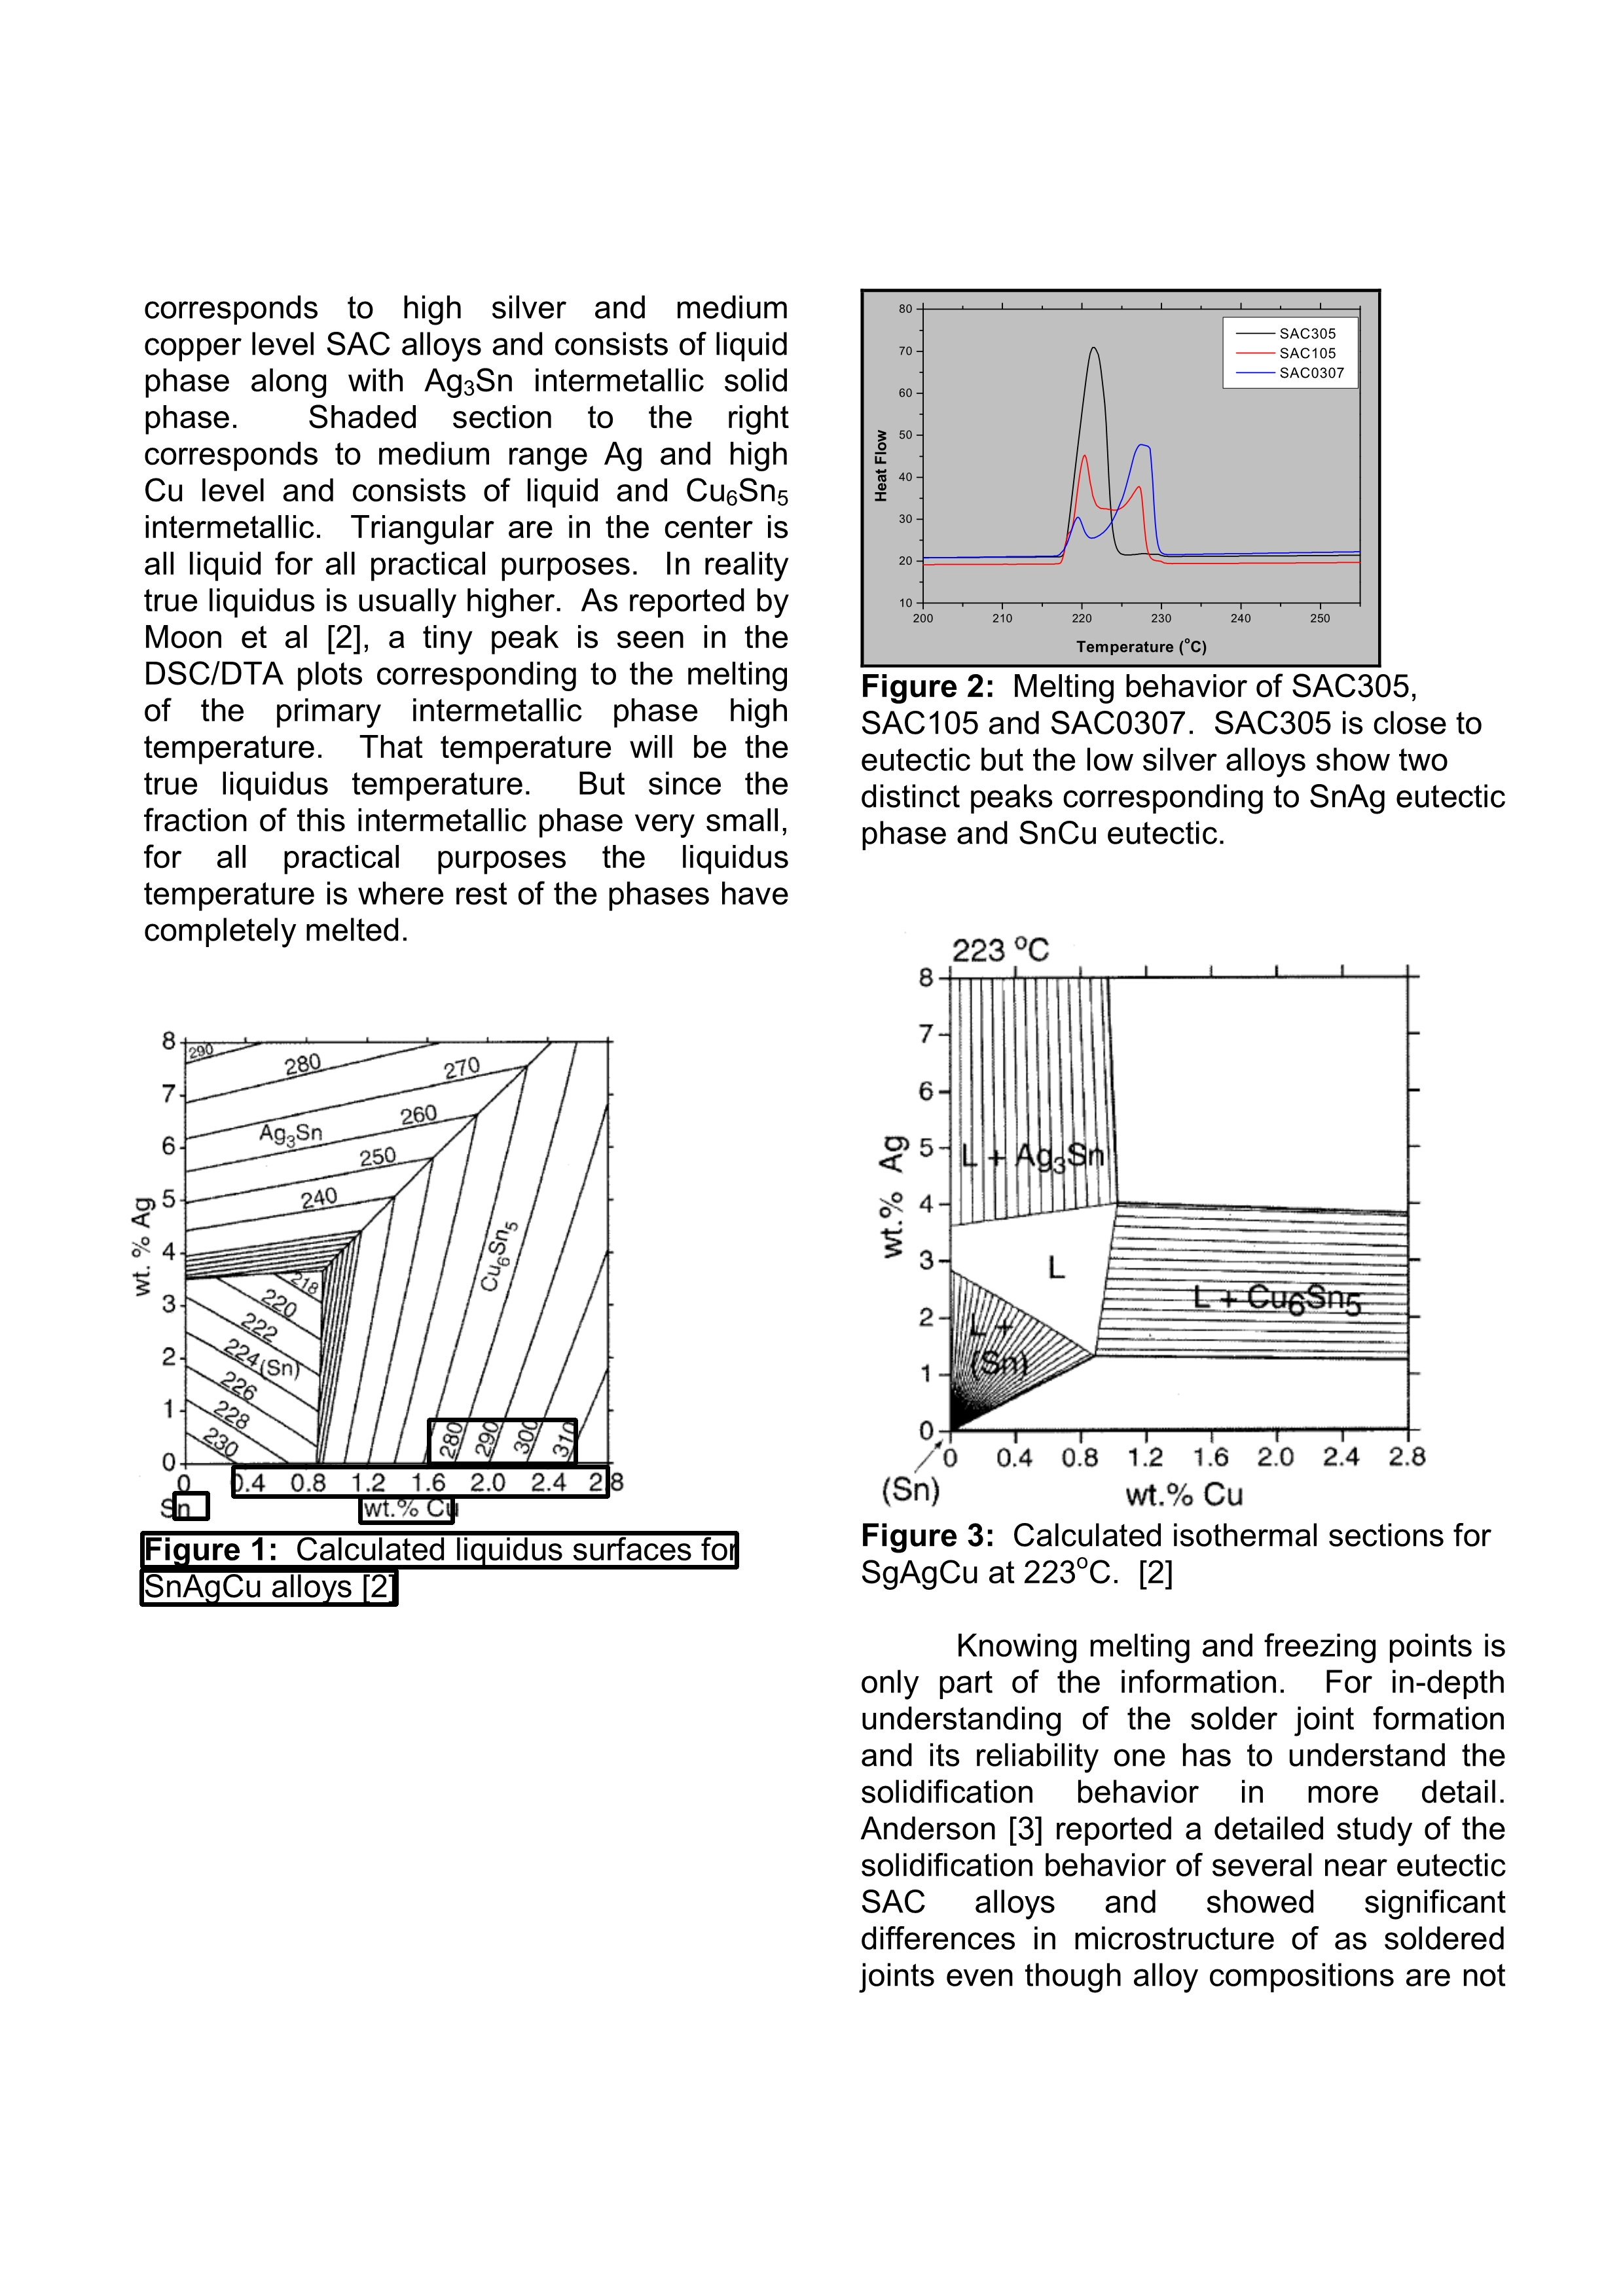 corresponds to high silver and medium
copper level SAC alloys and consists of liquid
phase along with Ag3Sn intermetallic solid
phase. Shaded section to the right
corresponds to medium range Ag and high
Cu level and consists of liquid and Cu6Sn5
intermetallic. Triangular are in the center is
all liquid for all practical purposes. In reality
true liquidus is usually higher. As reported by
Moon et al [2], a tiny peak is seen in the
DSC/DTA plots corresponding to the melting
of the primary intermetallic phase high
temperature. That temperature will be the
true liquidus temperature. But since the
fraction of this intermetallic phase very small,
for all practical purposes the liquidus
temperature is where rest of the phases have
completely melted.
8
7
6
5
4
3
2
1
0
wt. % Ag
290
280
270
260
Ag3Sn
250
240
218
220
222
224 (Sn)
226
228
230
Cu6Sn5
280 290 300 310
0 0.4 0.8 1.2 1.6 2.0 2.4 2.8
Sn wt.% Cu
Figure 1: Calculated liquidus surfaces for
SnAgCu alloys [2]
80
70
60
50
40
30
20
10
Heat Flow
SAC305
SAC105
SAC0307
200 210 220 230 240 250
Temperature (°C)
Figure 2: Melting behavior of SAC305,
SAC105 and SAC0307. SAC305 is close to
eutectic but the low silver alloys show two
distinct peaks corresponding to SnAg eutectic
phase and SnCu eutectic.
223 °C
8
7
6
5
4
3
2
1
0
wt.% Ag
L + Ag3Sn
L
L + Cu6Sn5
L +
(Sn)
0 0.4 0.8 1.2 1.6 2.0 2.4 2.8
(Sn) wt.% Cu
Figure 3: Calculated isothermal sections for
SgAgCu at 223°C. [2]
Knowing melting and freezing points is
only part of the information. For in-depth
understanding of the solder joint formation
and its reliability one has to understand the
solidification behavior in more detail.
Anderson [3] reported a detailed study of the
solidification behavior of several near eutectic
SAC alloys and showed significant
differences in microstructure of as soldered
joints even though alloy compositions are not